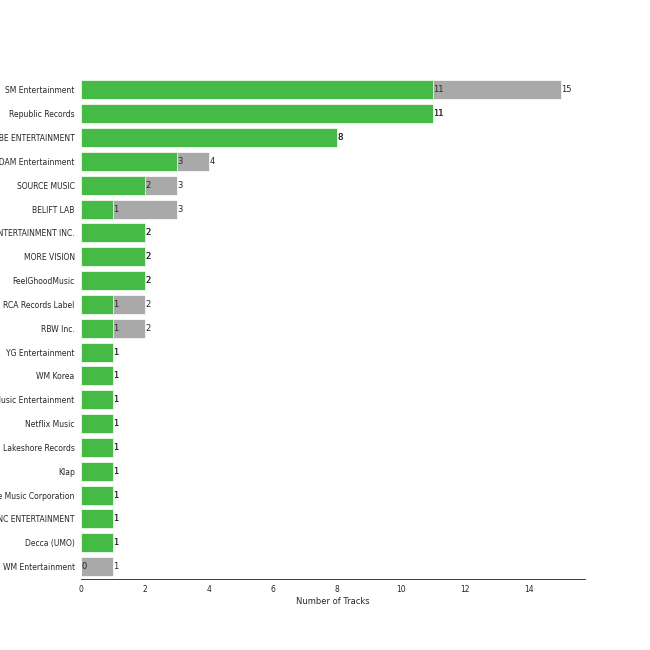 SM Entertainment 11 15
Republic Records 11
BE ENTERTAINMENT 8
DAM Entertainment 3 4
SOURCE MUSIC 2 3
BELIFT LAB 1 3
NTERTAINMENT INC. 2
MORE VISION 2
FeelGhoodMusic 2
RCA Records Label 1 2
RBW Inc. 1 2
YG Entertainment 1
WM Korea 1
usic Entertainment 1
Netflix Music 1
Lakeshore Records 1
Klap 1
e Music Corporation 1
NC ENTERTAINMENT 1
Decca (UMO) 1
WM Entertainment 0 1
0 2 4 6 8 10 12 14
Number of Tracks